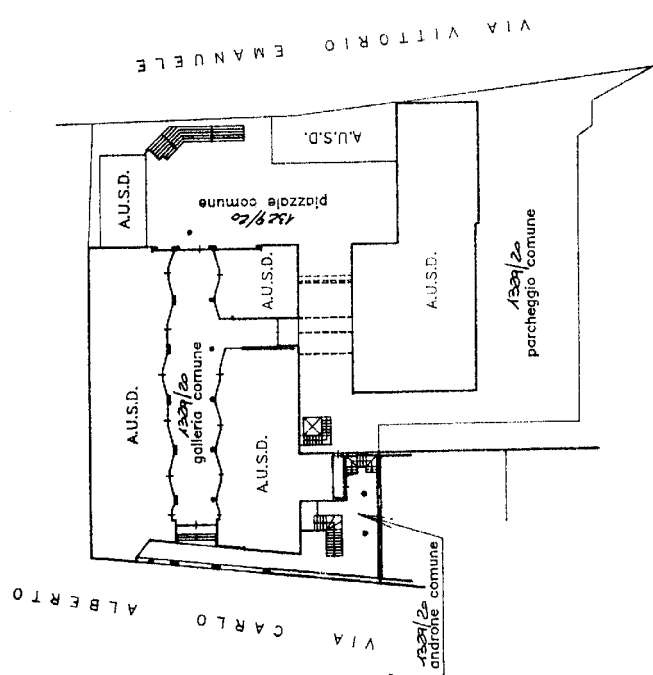 VIA VITTORIO EMANUELE
A.U.S.D.
A.U.S.D.
1329/20
piazzale comune
A.U.S.D.
A.U.S.D.
1329/20
parcheggio comune
A.U.S.D.
1329/20
galleria comune
A.U.S.D.
1329/20
androne comune
VIA CARLO ALBERTO